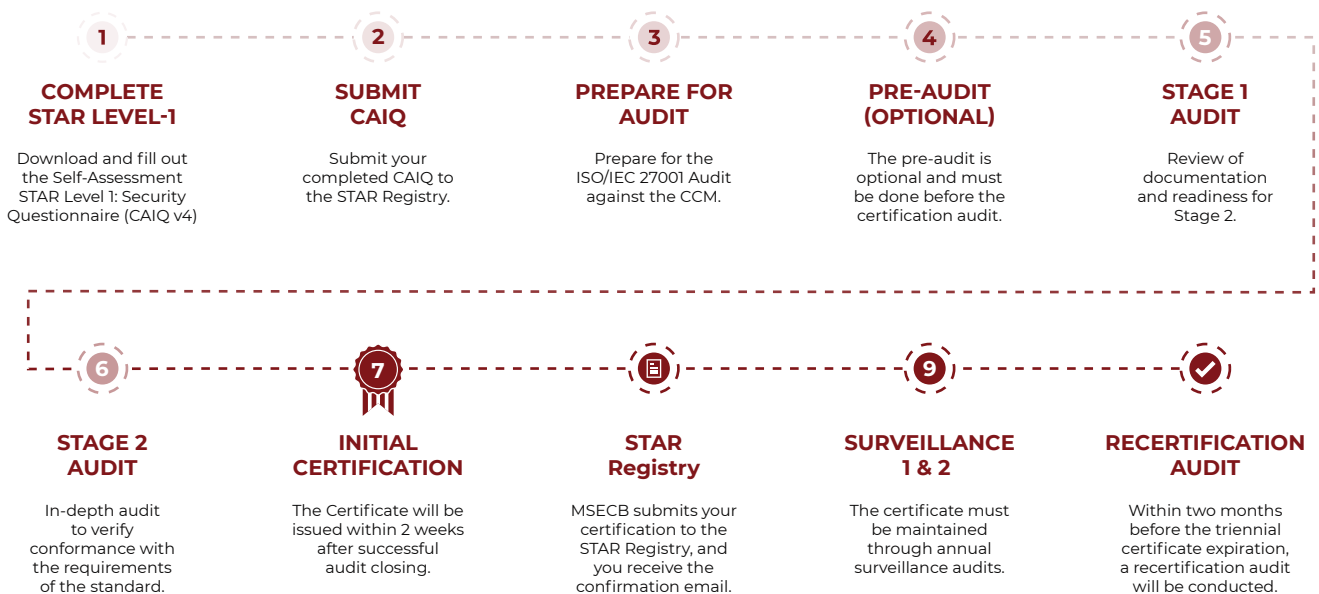 1
COMPLETE
STAR LEVEL-1
Download and fill out
the Self-Assessment
STAR Level 1: Security
Questionnaire (CAIQ v4)
2
SUBMIT
CAIQ
Submit your
completed CAIQ to
the STAR Registry.
3
PREPARE FOR
AUDIT
Prepare for the
ISO/IEC 27001 Audit
against the CCM.
4
PRE-AUDIT
(OPTIONAL)
The pre-audit is
optional and must
be done before the
certification audit.
5
STAGE 1
AUDIT
Review of
documentation
and readiness for
Stage 2.
6
STAGE 2
AUDIT
In-depth audit
to verify
conformance with
the requirements
of the standard.
7
INITIAL
CERTIFICATION
The Certificate will be
issued within 2 weeks
after successful
audit closing.
STAR
Registry
MSECB submits your
certification to the
STAR Registry, and
you receive the
confirmation email.
9
SURVEILLANCE
1 & 2
The certificate must
be maintained
through annual
surveillance audits.
RECERTIFICATION
AUDIT
Within two months
before the triennial
certificate expiration,
a recertification audit
will be conducted.